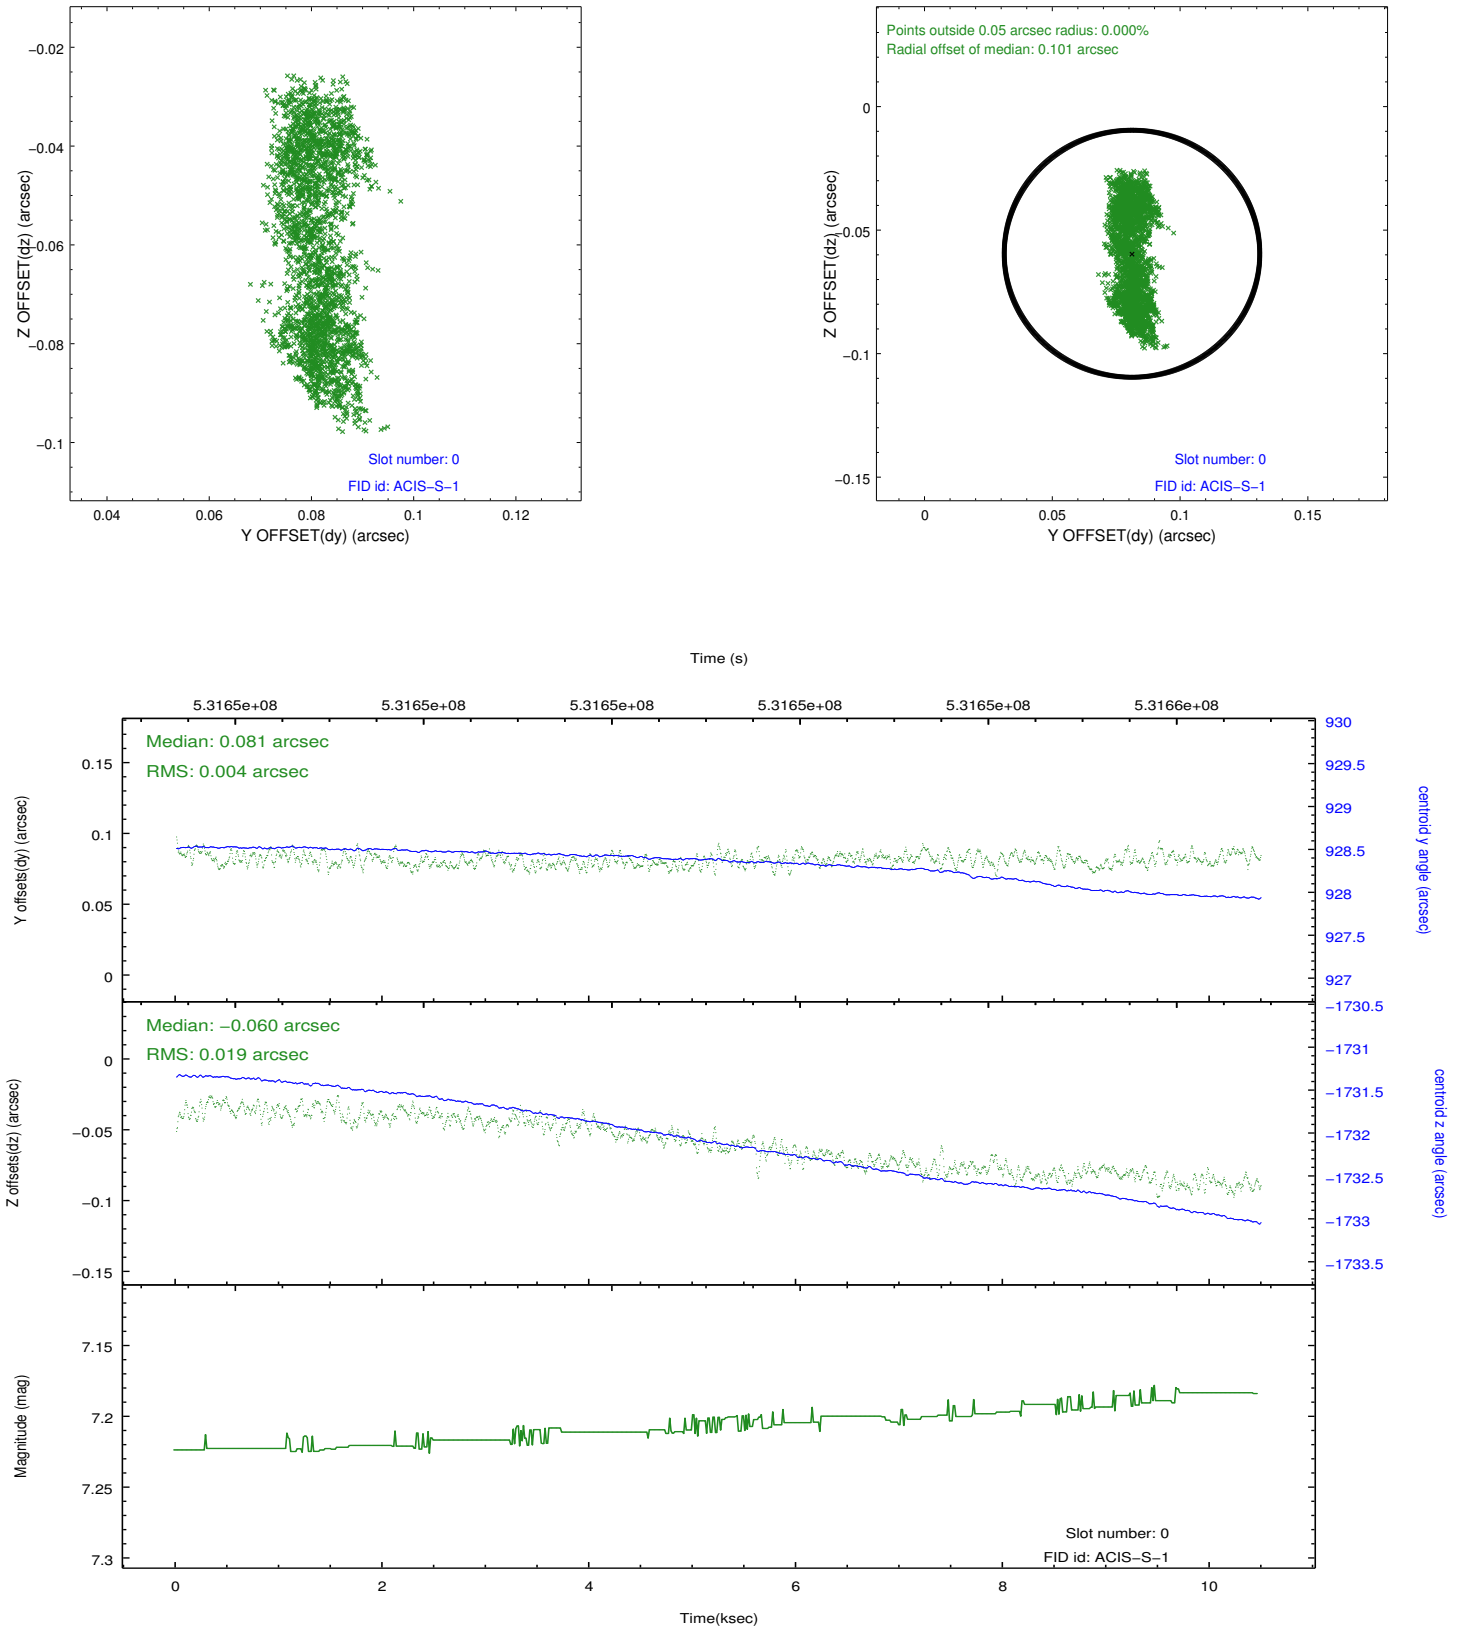 −0.02
−0.04
−0.06
−0.08
−0.1
Z OFFSET(dz) (arcsec)
Slot number: 0
FID id: ACIS−S−1
0.04 0.06 0.08 0.1 0.12
Y OFFSET(dy) (arcsec)
Points outside 0.05 arcsec radius: 0.000%
Radial offset of median: 0.101 arcsec
0
−0.05
−0.1
−0.15
Z OFFSET(dz) (arcsec)
Slot number: 0
FID id: ACIS−S−1
0 0.05 0.1 0.15
Y OFFSET(dy) (arcsec)
Time (s)
5.3165e+08 5.3165e+08 5.3165e+08 5.3165e+08 5.3165e+08 5.3166e+08
Median: 0.081 arcsec
RMS: 0.004 arcsec
0.15
0.1
0.05
0
Y offsets(dy) (arcsec)
930
929.5
929
928.5
928
927.5
927
centroid y angle (arcsec)
Median: −0.060 arcsec
RMS: 0.019 arcsec
0
−0.05
−0.1
−0.15
Z offsets(dz) (arcsec)
−1730.5
−1731
−1731.5
−1732
−1732.5
−1733
−1733.5
centroid z angle (arcsec)
7.15
7.2
7.25
7.3
Magnitude (mag)
Slot number: 0
FID id: ACIS−S−1
0 2 4 6 8 10
Time(ksec)